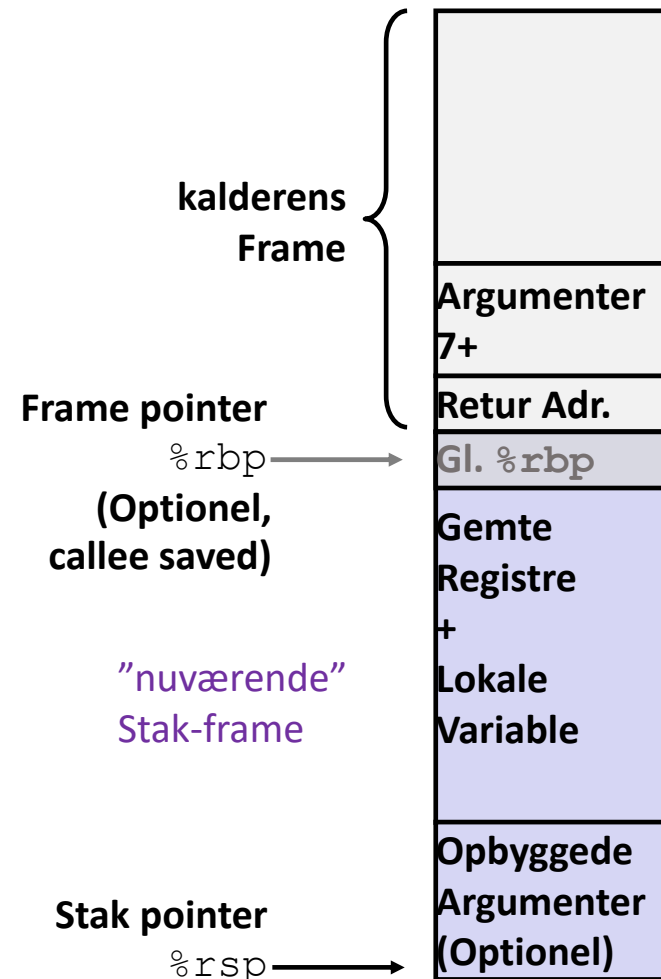 kalderens
Frame
Argumenter
7+
Retur Adr.
Frame pointer
%rbp
Gl. %rbp
(Optionel,
callee saved)
Gemte
Registre
+
Lokale
Variable
”nuværende”
Stak-frame
Opbyggede
Argumenter
(Optionel)
Stak pointer
%rsp